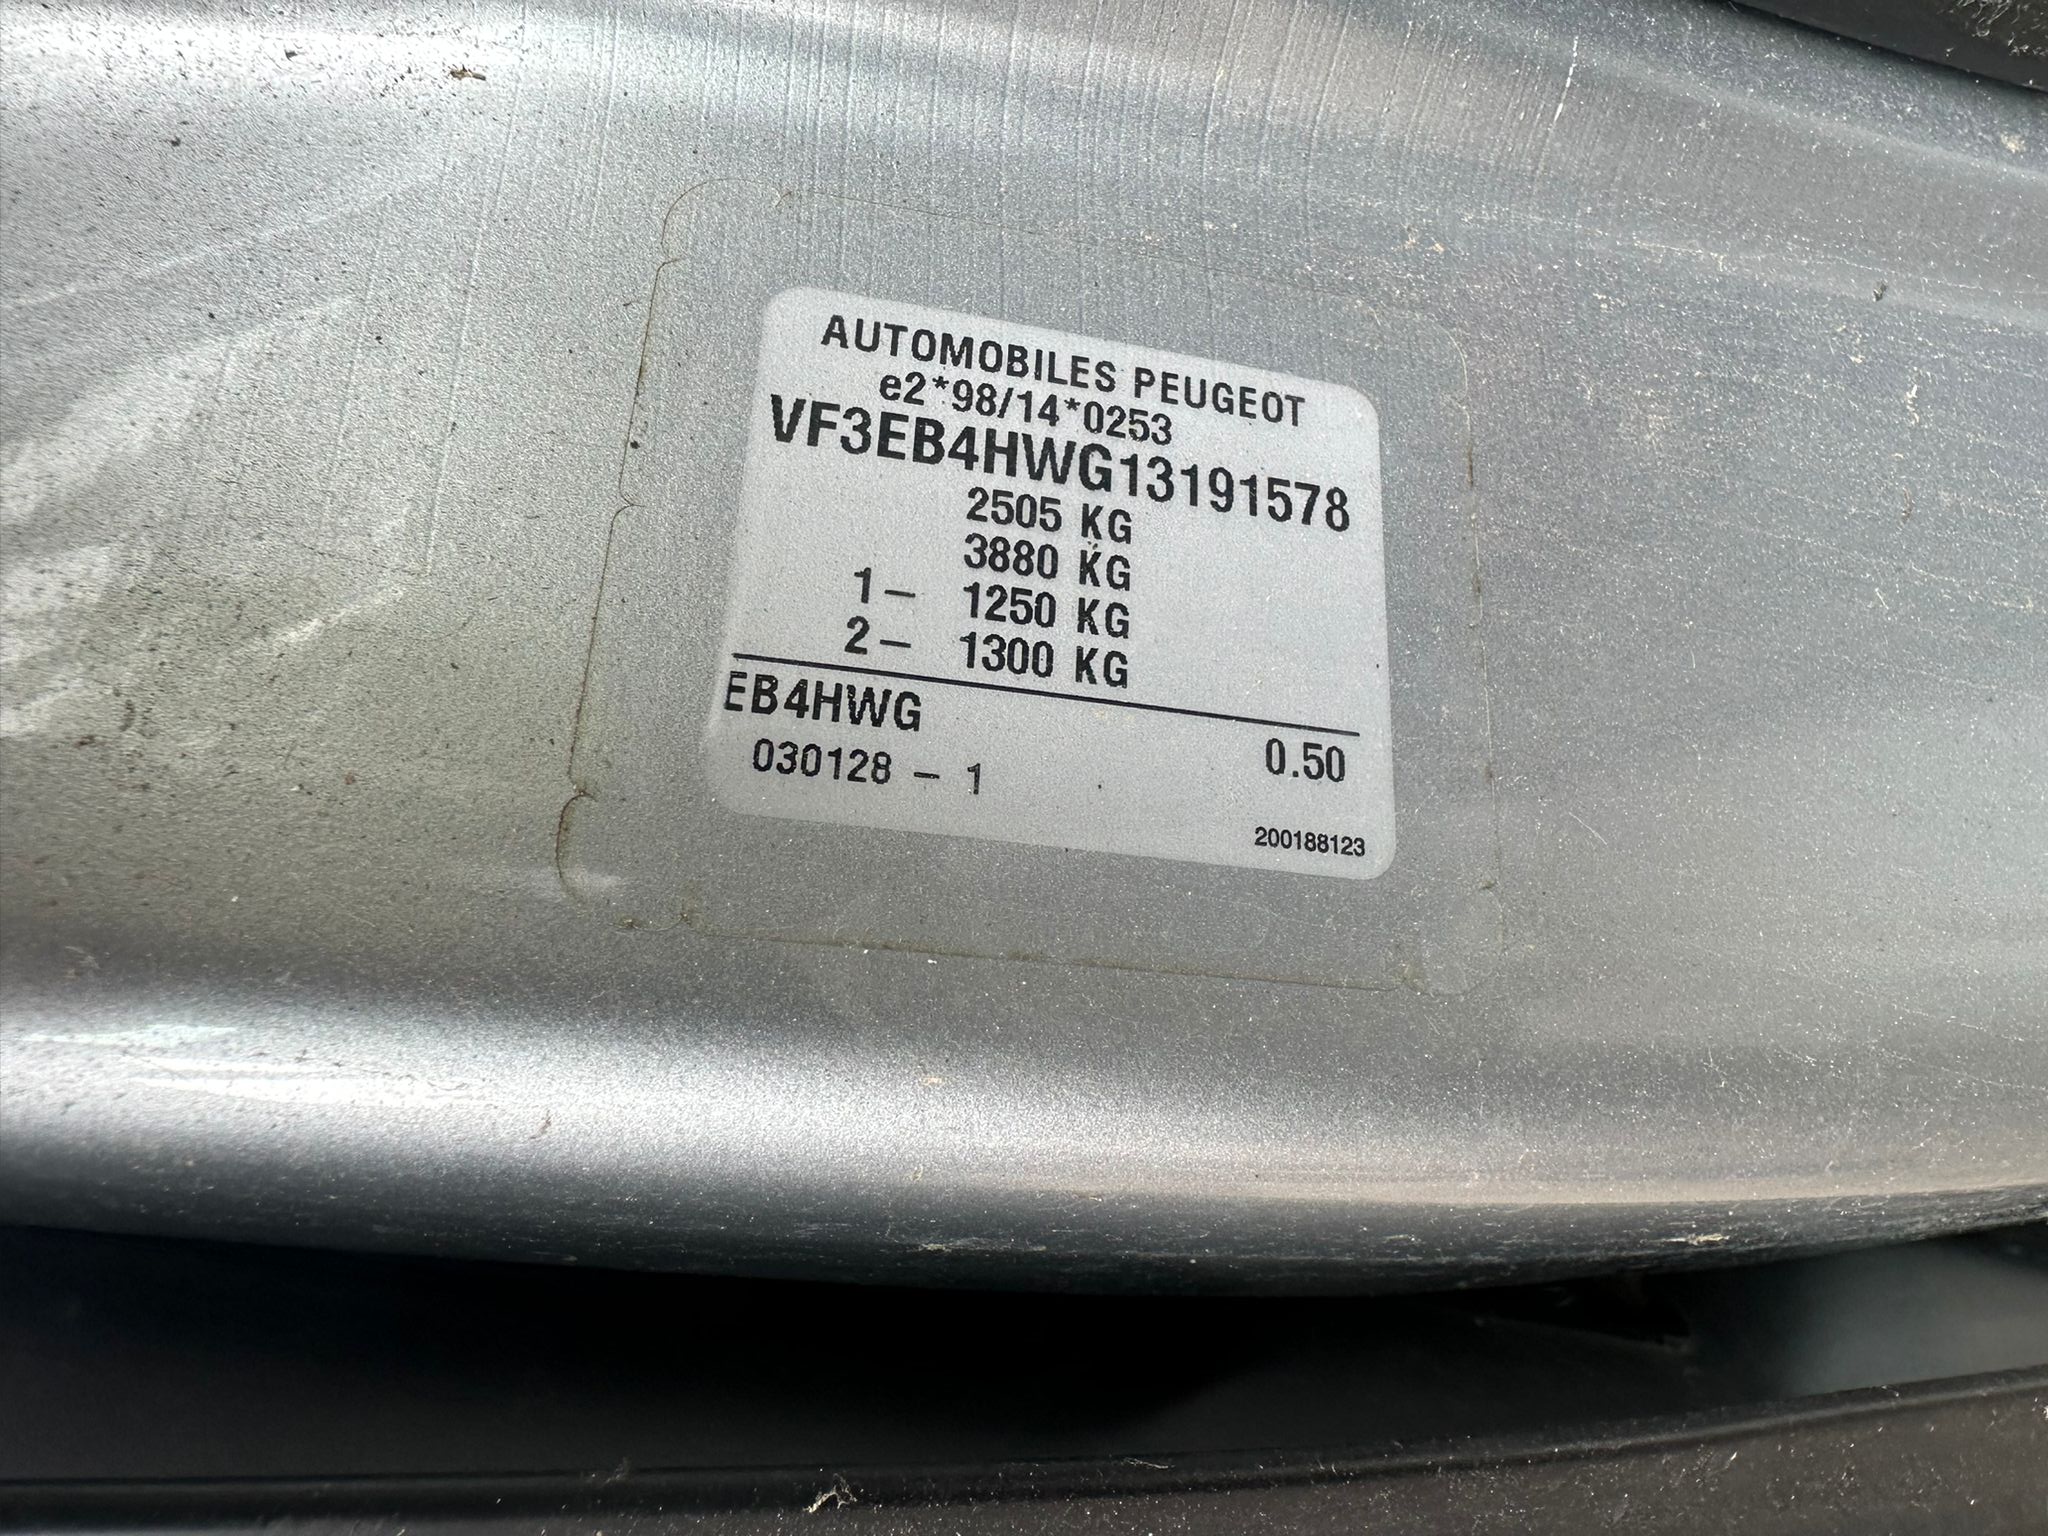 AUTOMOBILES PEUGEOT
e2*98/14*0253
VF3EB4HWG13191578
2505 KG
3880 KG
1– 1250 KG
2– 1300 KG
EB4HWG 0.50
030128 – 1
200188123